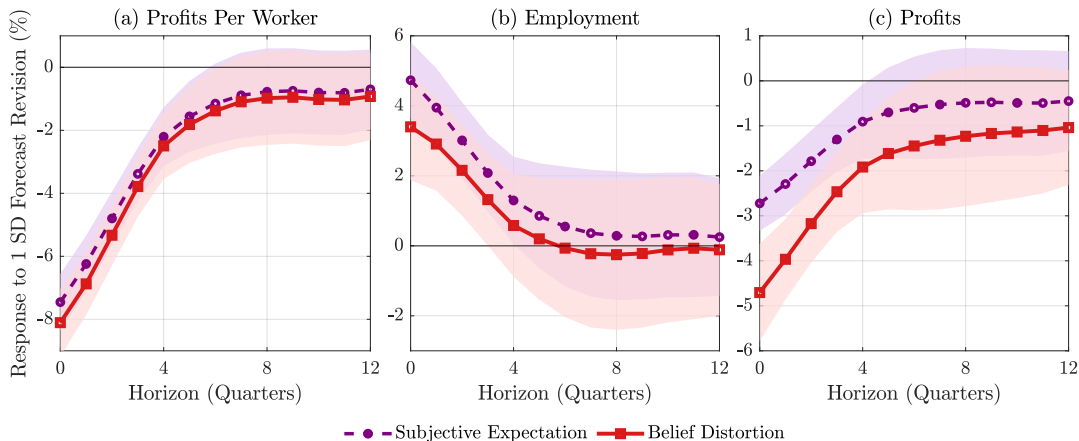 (a) Profits Per Worker
(b) Employment
(c) Profits
Response to 1 SD Forecast Revision (%)
0
-2
-4
-6
-8
6
4
2
0
-2
1
0
-1
-2
-3
-4
-5
-6
0 4 8 12
0 4 8 12
0 4 8 12
Horizon (Quarters)
Horizon (Quarters)
Horizon (Quarters)
Subjective Expectation
Belief Distortion